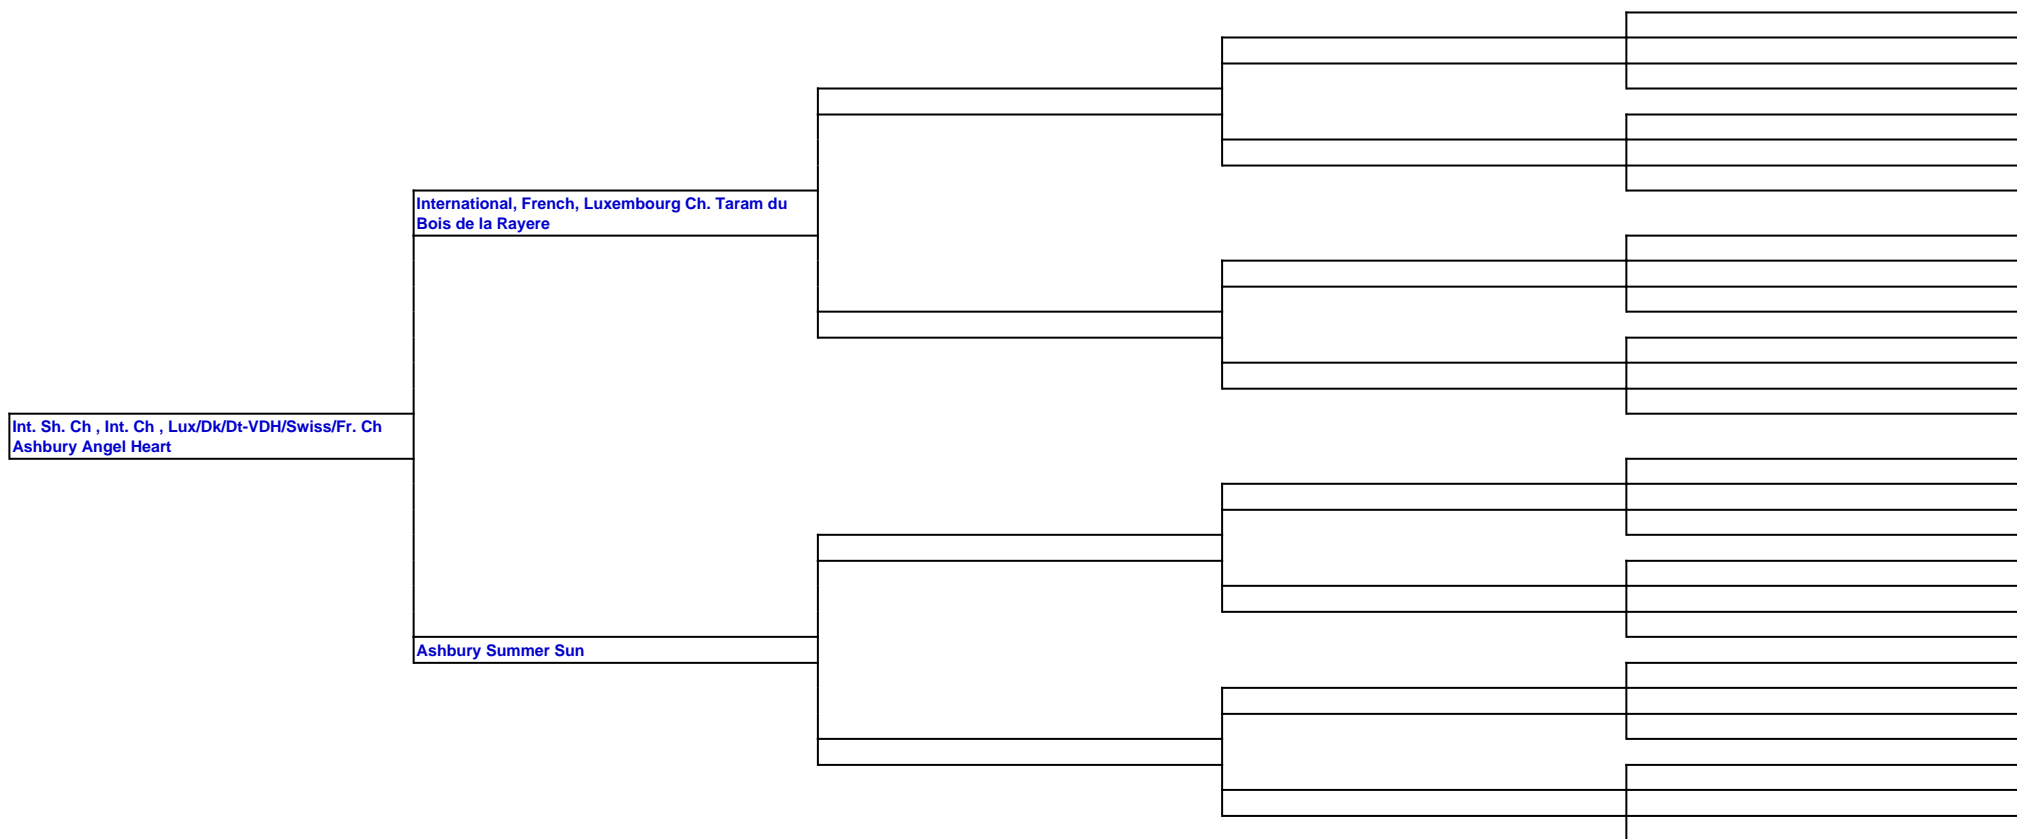 International, French, Luxembourg Ch. Taram du
Bois de la Rayere
Int. Sh. Ch , Int. Ch , Lux/Dk/Dt-VDH/Swiss/Fr. Ch
Ashbury Angel Heart
Ashbury Summer Sun